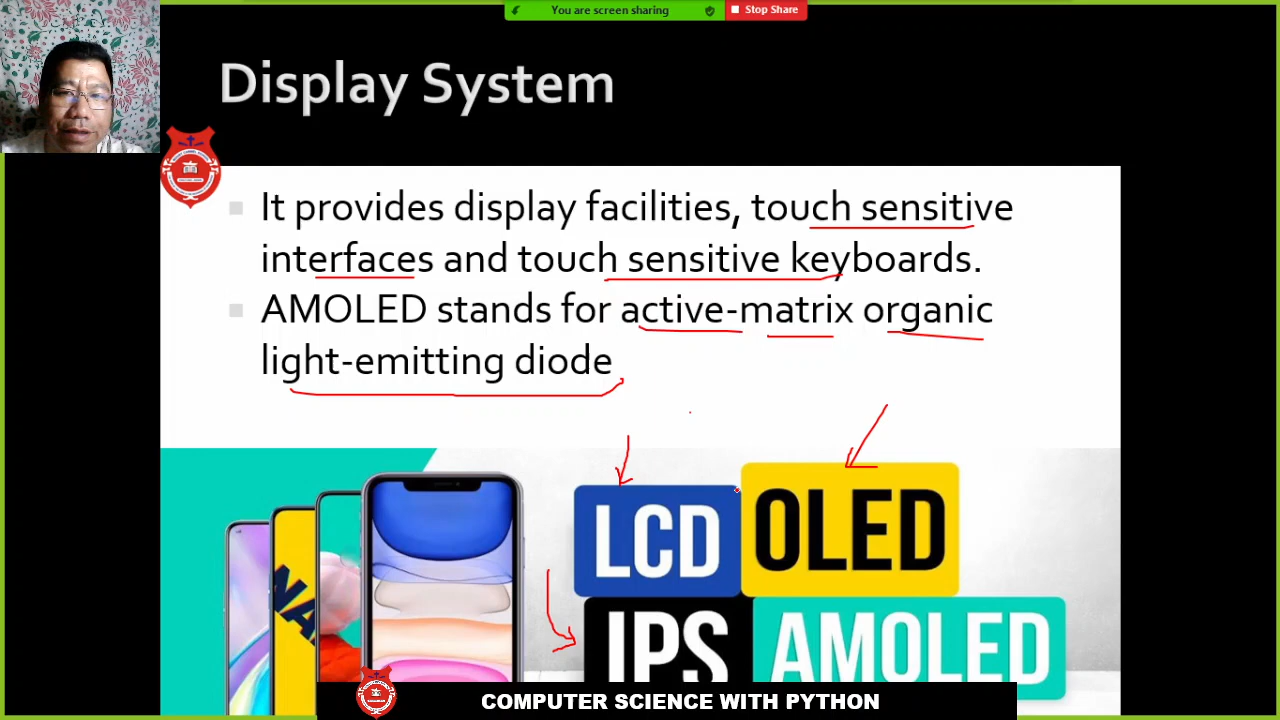 You are screen sharing
Stop Share
Display System
It provides display facilities, touch sensitive
interfaces and touch sensitive keyboards.
AMOLED stands for active-matrix organic
light-emitting diode
LCD
OLED
IPS
AMOLED
COMPUTER SCIENCE WITH PYTHON